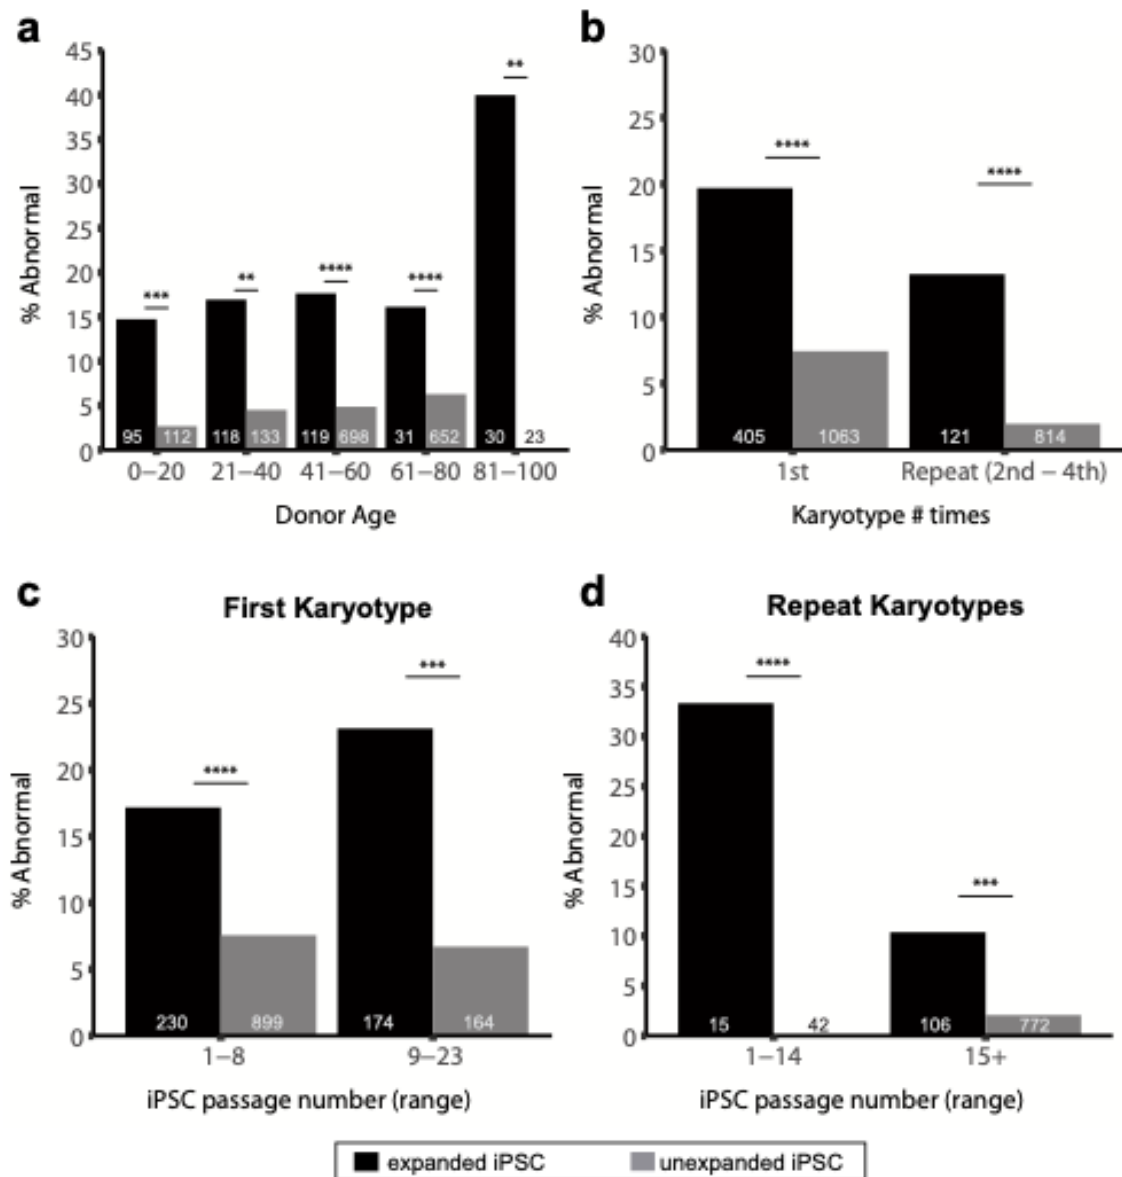 a
45
40
35
30
25
20
15
10
5
0
% Abnormal
*** ** **** **** **
95 112 118 133 119 698 31 652 30 23
0–20 21–40 41–60 61–80 81–100
Donor Age
b
30
25
20
15
10
5
0
% Abnormal
**** ****
405 1063 121 814
1st Repeat (2nd – 4th)
Karyotype # times
c
First Karyotype
30
25
20
15
10
5
0
% Abnormal
**** ***
230 899 174 164
1–8 9–23
iPSC passage number (range)
d
Repeat Karyotypes
40
35
30
25
20
15
10
5
0
% Abnormal
**** ***
15 42 106 772
1–14 15+
iPSC passage number (range)
expanded iPSC unexpanded iPSC